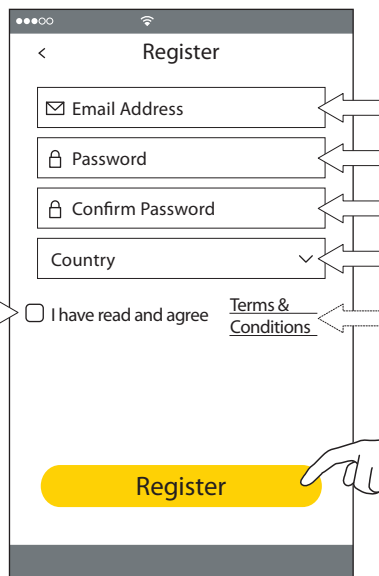 Register
Email Address
Password
Confirm Password
Country
I have read and agree Terms &
Conditions
Register